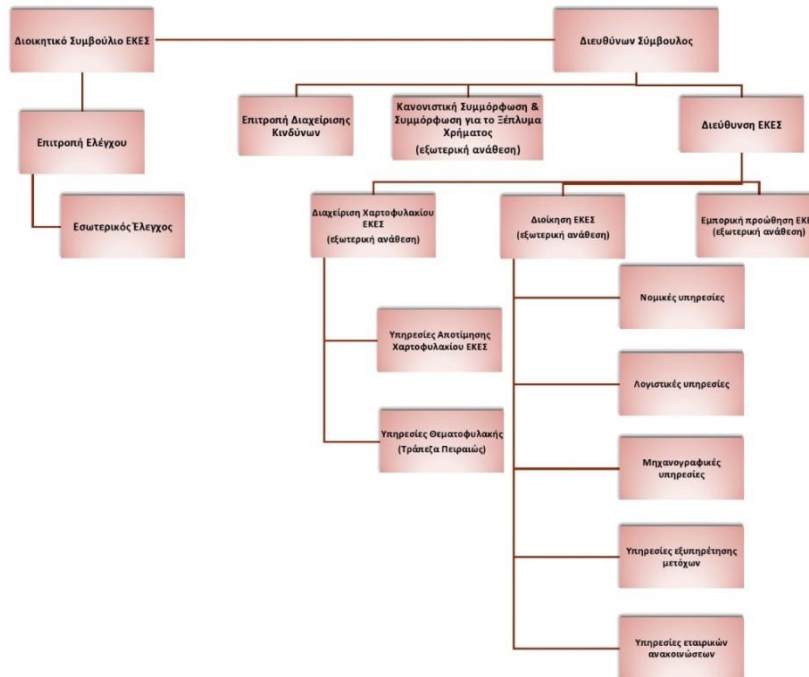 Διοικητικό Συμβούλιο ΕΚΕΣ
Διευθύνων Σύμβουλος
Επιτροπή Ελέγχου
Εσωτερικός Έλεγχος
Επιτροπή Διαχείρισης
Κινδύνων
Κανονιστική Συμμόρφωση &
Συμμόρφωση για το Ξέπλυμα
Χρήματος
(εξωτερική ανάθεση)
Διεύθυνση ΕΚΕΣ
Διαχείριση Χαρτοφυλακίου
ΕΚΕΣ
(εξωτερική ανάθεση)
Διοίκηση ΕΚΕΣ
(εξωτερική ανάθεση)
Εμπορική προώθηση ΕΚΕ
(εξωτερική ανάθεση)
Υπηρεσίες Αποτίμησης
Χαρτοφυλακίου ΕΚΕΣ
Υπηρεσίες Θεματοφυλακής
(Τράπεζα Πειραιώς)
Νομικές υπηρεσίες
Λογιστικές υπηρεσίες
Μηχανογραφικές
υπηρεσίες
Υπηρεσίες εξυπηρέτησης
μετόχων
Υπηρεσίες εταιρικών
ανακοινώσεων